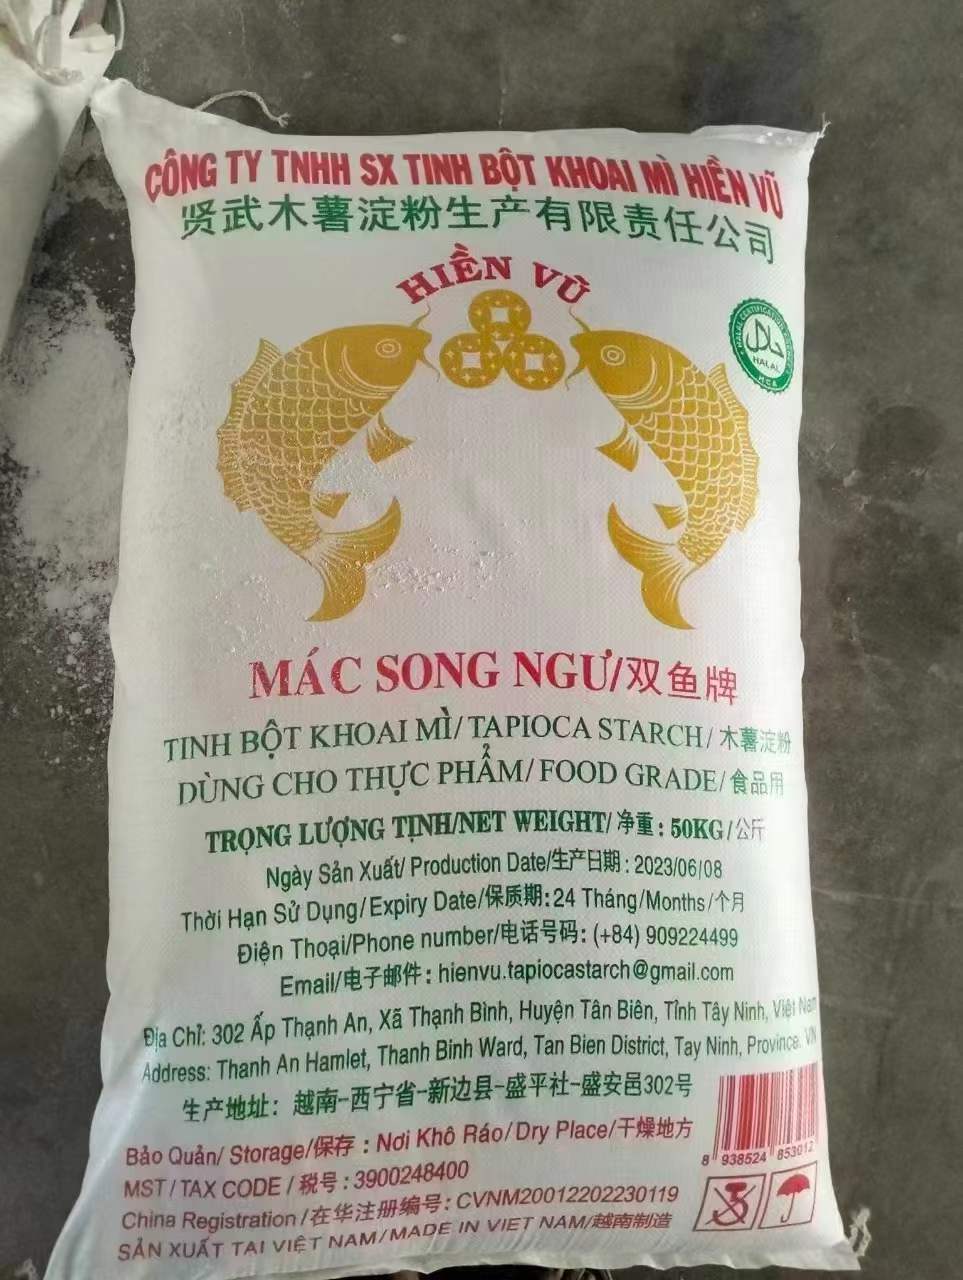 CÔNG TY TNHH SX TINH BỘT KHOAI MÌ HIỀN VŨ
贤武木薯淀粉生产有限责任公司
HIỀN VŨ
حلال
HALAL
HCA
MÁC SONG NGƯ/双鱼牌
TINH BỘT KHOAI MÌ/TAPIOCA STARCH/木薯淀粉
DÙNG CHO THỰC PHẨM/FOOD GRADE/食品用
TRỌNG LƯỢNG TỊNH/NET WEIGHT/净重: 50KG/公斤
Ngày Sản Xuất/ Production Date/生产日期: 2023/06/08
Thời Hạn Sử Dụng/Expiry Date/保质期: 24 Tháng/Months/个月
Điện Thoại/Phone number/电话号码: (+84) 909224499
Email/电子邮件: hienvu.tapiocastarch@gmail.com
Địa Chỉ: 302 Ấp Thạnh An, Xã Thạnh Bình, Huyện Tân Biên, Tỉnh Tây Ninh, Việt Nam
Address: Thanh An Hamlet, Thanh Binh Ward, Tan Bien District, Tay Ninh, Province. VN
生产地址: 越南-西宁省-新边县-盛平社-盛安邑302号
Bảo Quản/ Storage/保存: Nơi Khô Ráo/Dry Place/干燥地方
MST/TAX CODE/税号: 3900248400
China Registration/在华注册编号: CVNM20012202230119
SẢN XUẤT TẠI VIỆT NAM/MADE IN VIET NAM/越南制造
8 938524 853012